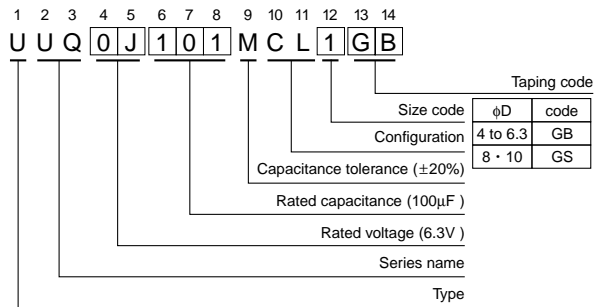 1 2 3 4 5 6 7 8 9 10 11 12 13 14
U U Q 0 J 1 0 1 M C L 1 G B
Taping code
Size code
ϕD code
Configuration
4 to 6.3 GB
8・10 GS
Capacitance tolerance (±20%)
Rated capacitance (100μF )
Rated voltage (6.3V )
Series name
Type